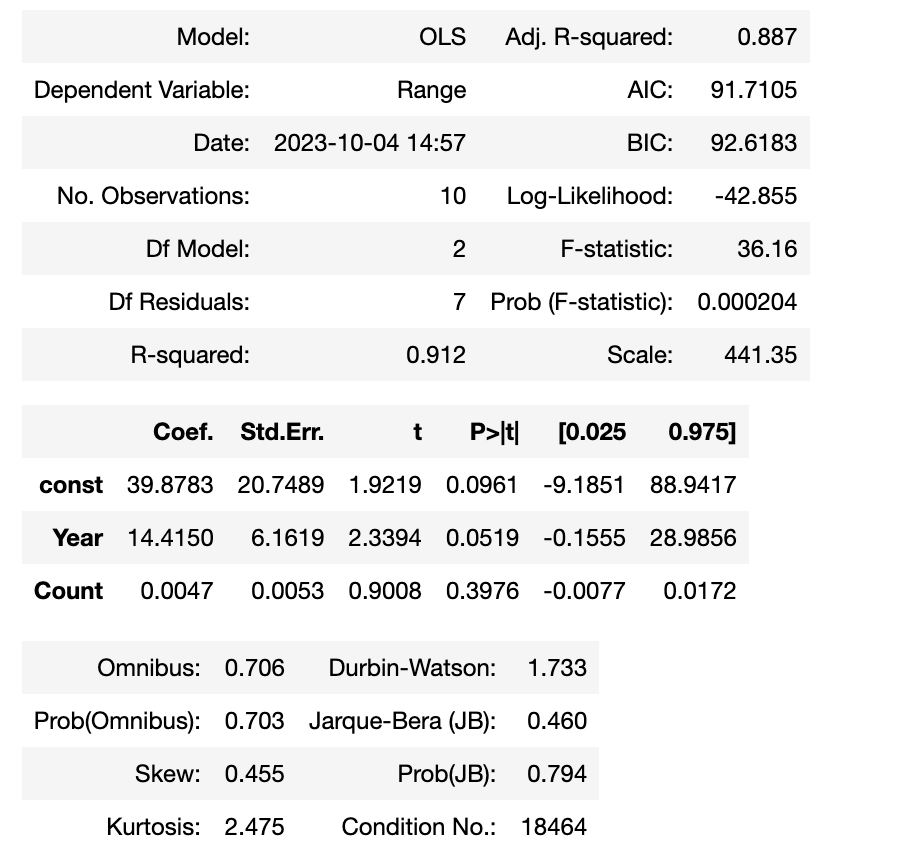 Model: OLS Adj. R-squared: 0.887
Dependent Variable: Range AIC: 91.7105
Date: 2023-10-04 14:57 BIC: 92.6183
No. Observations: 10 Log-Likelihood: -42.855
Df Model: 2 F-statistic: 36.16
Df Residuals: 7 Prob (F-statistic): 0.000204
R-squared: 0.912 Scale: 441.35
Coef. Std.Err. t P>|t| [0.025 0.975]
const 39.8783 20.7489 1.9219 0.0961 -9.1851 88.9417
Year 14.4150 6.1619 2.3394 0.0519 -0.1555 28.9856
Count 0.0047 0.0053 0.9008 0.3976 -0.0077 0.0172
Omnibus: 0.706 Durbin-Watson: 1.733
Prob(Omnibus): 0.703 Jarque-Bera (JB): 0.460
Skew: 0.455 Prob(JB): 0.794
Kurtosis: 2.475 Condition No.: 18464